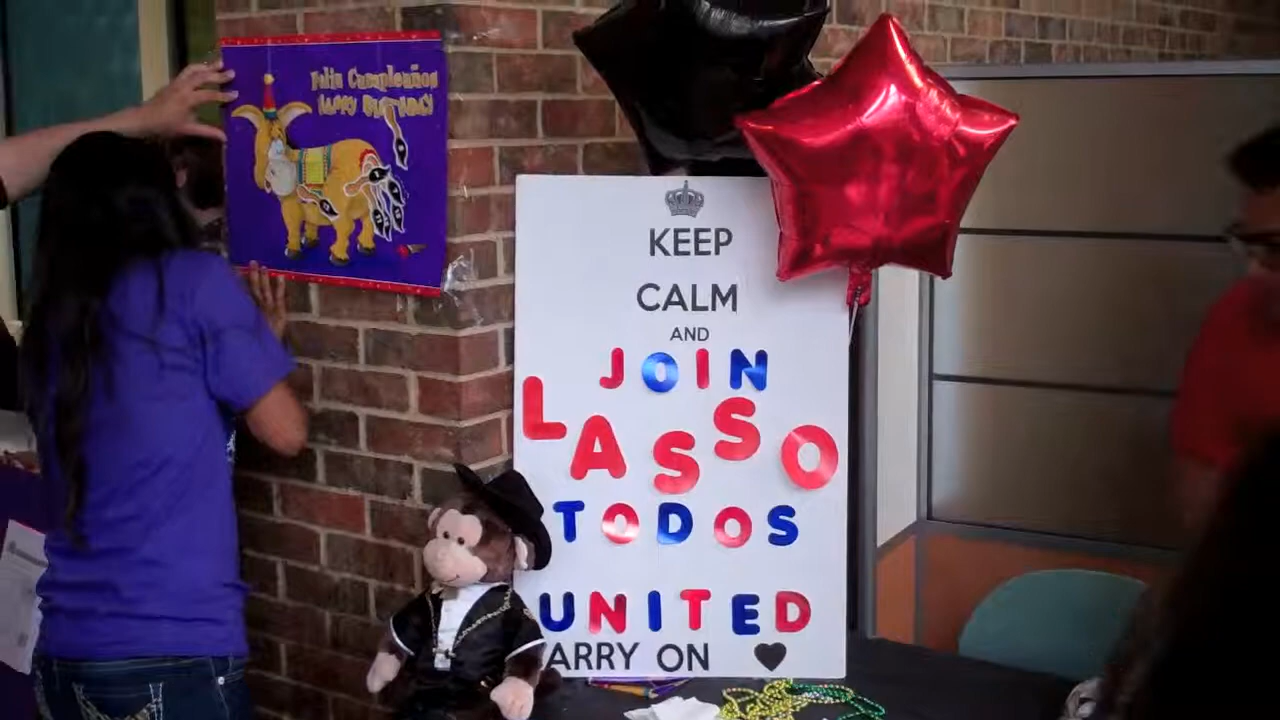 Feliz Cumpleaños
HAPPY BIRTHDAY
KEEP
CALM
AND
JOIN
LASSO
TODOS
UNITED
ARRY ON